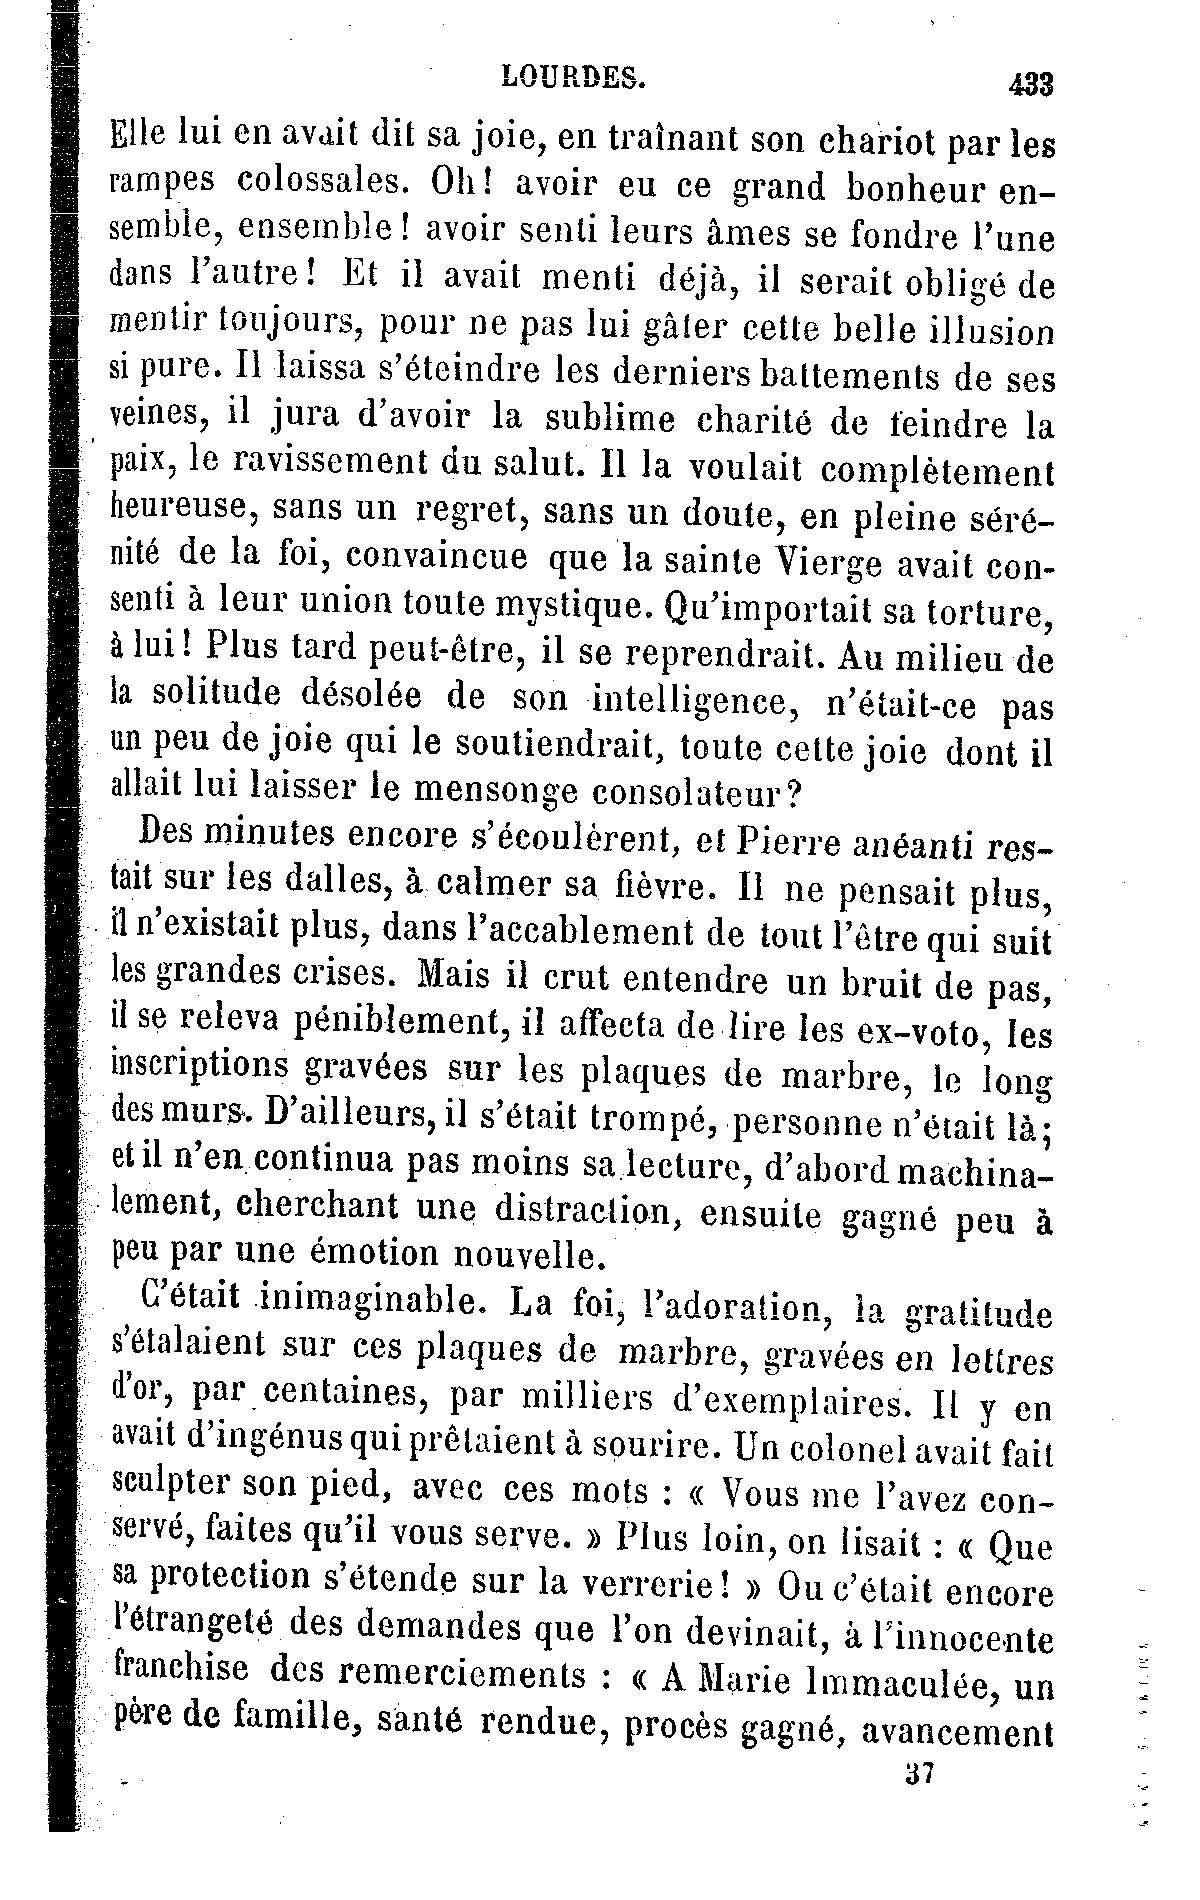 LOURDES. 433
Elle lui en avait dit sa joie, en traînant son chariot par les
rampes colossales. Oh! avoir eu ce grand bonheur en-
semble, ensemble! avoir senti leurs âmes se fondre l'une
dans l'autre! Et il avait menti déjà, il serait obligé de
mentir toujours, pour ne pas lui gâter cette belle illusion
si pure. Il laissa s'éteindre les derniers battements de ses
veines, il jura d'avoir la sublime charité de feindre la
paix, le ravissement du salut. Il la voulait complètement
heureuse, sans un regret, sans un doute, en pleine séré-
nité de la foi, convaincue que la sainte Vierge avait con-
senti à leur union toute mystique. Qu'importait sa torture,
à lui! Plus tard peut-être, il se reprendrait. Au milieu de
la solitude désolée de son intelligence, n'était-ce pas
un peu de joie qui le soutiendrait, toute cette joie dont il
allait lui laisser le mensonge consolateur?
Des minutes encore s'écoulèrent, et Pierre anéanti res-
tait sur les dalles, à calmer sa fièvre. Il ne pensait plus,
il n'existait plus, dans l'accablement de tout l'être qui suit
les grandes crises. Mais il crut entendre un bruit de pas,
il se releva péniblement, il affecta de lire les ex-voto, les
inscriptions gravées sur les plaques de marbre, le long
des murs. D'ailleurs, il s'était trompé, personne n'était là;
et il n'en continua pas moins sa lecture, d'abord machina-
lement, cherchant une distraction, ensuite gagné peu à
peu par une émotion nouvelle.
C'était inimaginable. La foi, l'adoration, la gratitude
s'étalaient sur ces plaques de marbre, gravées en lettres
d'or, par centaines, par milliers d'exemplaires. Il y en
avait d'ingénus qui prêtaient à sourire. Un colonel avait fait
sculpter son pied, avec ces mots : « Vous me l'avez con-
servé, faites qu'il vous serve. » Plus loin, on lisait : « Que
sa protection s'étende sur la verrerie! » Ou c'était encore
l'étrangeté des demandes que l'on devinait, à l'innocente
franchise des remerciements : « A Marie Immaculée, un
père de famille, santé rendue, procès gagné, avancement
37